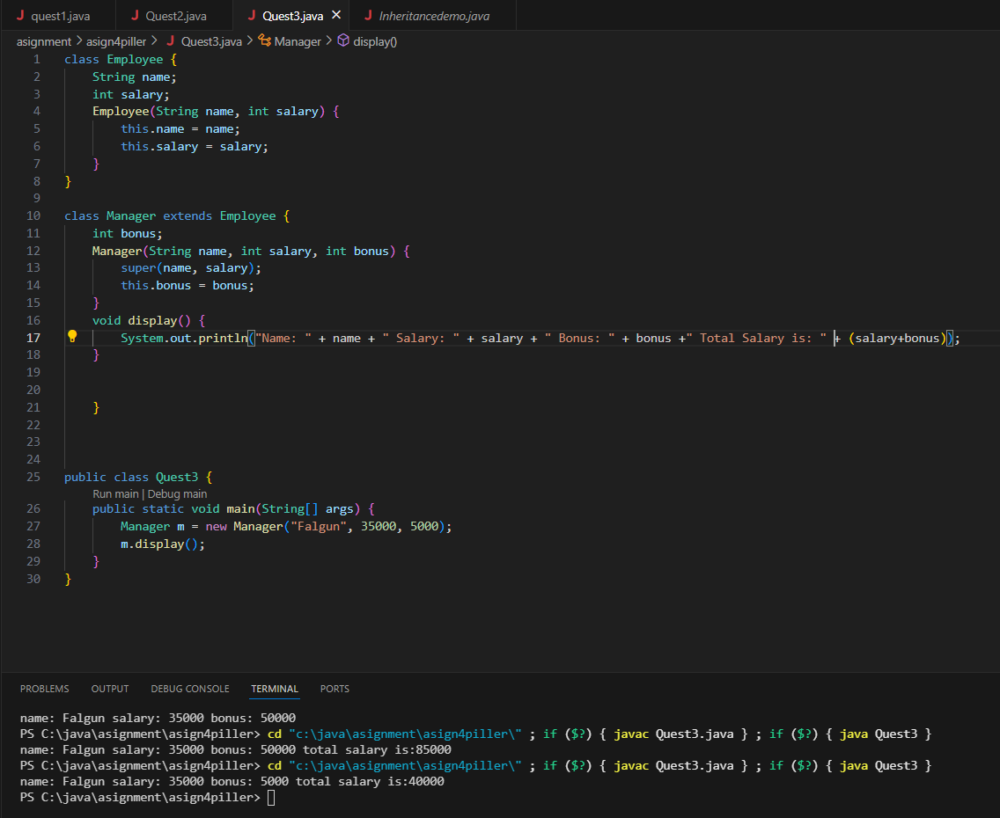 quest1.java Quest2.java Quest3.java Inheritancedemo.java
asignment > asign4piller > Quest3.java > Manager > display()
1 class Employee {
2 String name;
3 int salary;
4 Employee(String name, int salary) {
5 this.name = name;
6 this.salary = salary;
7 }
8 }
9
10 class Manager extends Employee {
11 int bonus;
12 Manager(String name, int salary, int bonus) {
13 super(name, salary);
14 this.bonus = bonus;
15 }
16 void display() {
17 System.out.println("Name: " + name + " Salary: " + salary + " Bonus: " + bonus +" Total Salary is: " + (salary+bonus));
18 }
19
20
21 }
22
23
24
25 public class Quest3 {
Run main | Debug main
26 public static void main(String[] args) {
27 Manager m = new Manager("Falgun", 35000, 5000);
28 m.display();
29 }
30 }
PROBLEMS OUTPUT DEBUG CONSOLE TERMINAL PORTS
name: Falgun salary: 35000 bonus: 50000
PS C:\java\asignment\asign4piller> cd "c:\java\asignment\asign4piller\" ; if ($?) { javac Quest3.java } ; if ($?) { java Quest3 }
name: Falgun salary: 35000 bonus: 50000 total salary is:85000
PS C:\java\asignment\asign4piller> cd "c:\java\asignment\asign4piller\" ; if ($?) { javac Quest3.java } ; if ($?) { java Quest3 }
name: Falgun salary: 35000 bonus: 5000 total salary is:40000
PS C:\java\asignment\asign4piller>